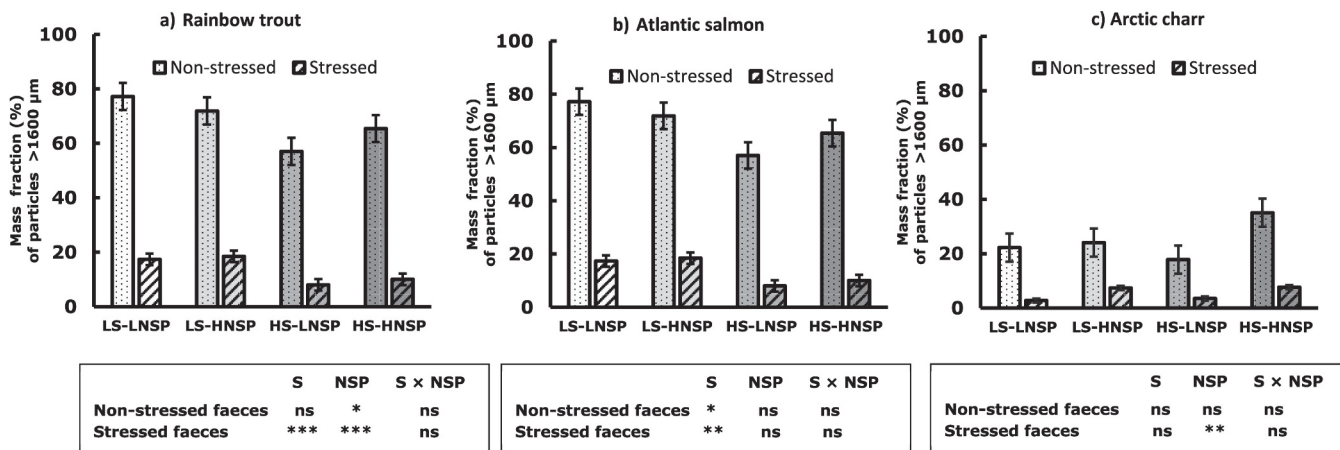 a) Rainbow trout
Mass fraction (%)
of particles >1600 µm
100
80
60
40
20
0
Non-stressed Stressed
LS-LNSP LS-HNSP HS-LNSP HS-HNSP
S NSP S × NSP
Non-stressed faeces ns * ns
Stressed faeces *** *** ns
b) Atlantic salmon
Mass fraction (%)
of particles >1600 µm
100
80
60
40
20
0
Non-stressed Stressed
LS-LNSP LS-HNSP HS-LNSP HS-HNSP
S NSP S × NSP
Non-stressed faeces * ns ns
Stressed faeces ** ns ns
c) Arctic charr
Mass fraction (%)
of particles >1600 µm
100
80
60
40
20
0
Non-stressed Stressed
LS-LNSP LS-HNSP HS-LNSP HS-HNSP
S NSP S × NSP
Non-stressed faeces ns ns ns
Stressed faeces ns ** ns